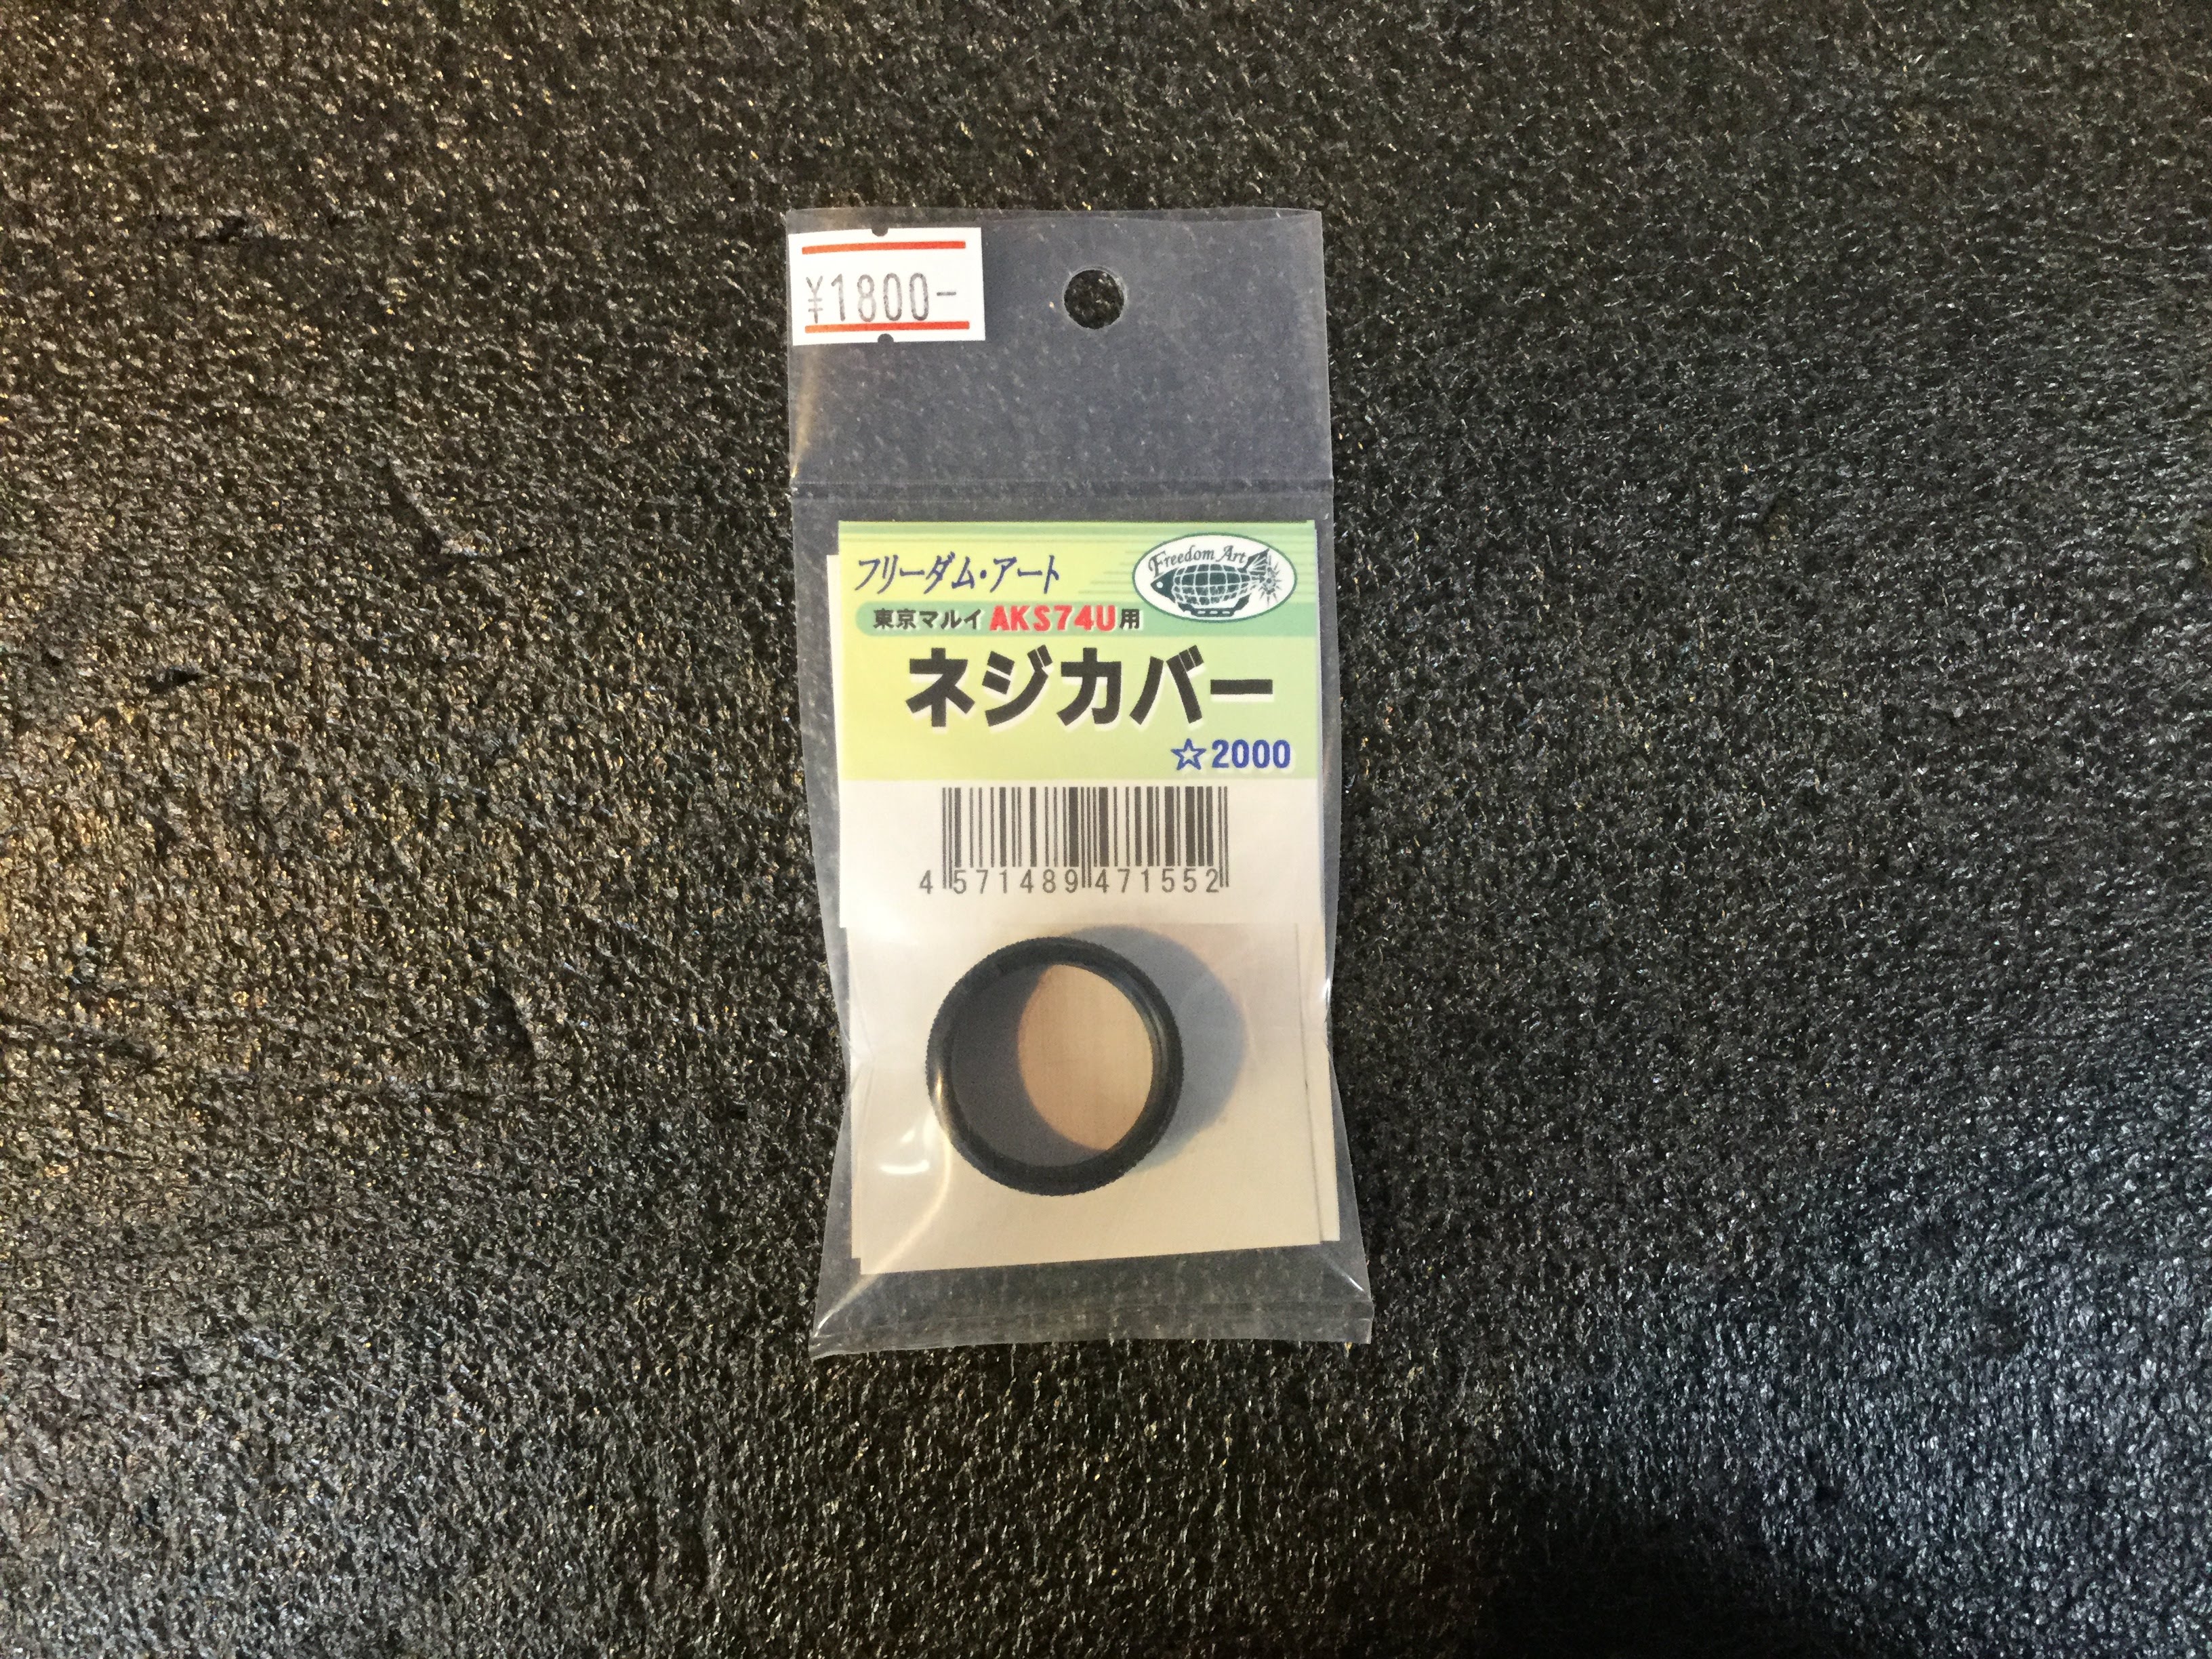 ¥1800-
フリーダム・アート
Freedom Art
東京マルイ AKS74U用
ネジカバー
☆2000
4 571489 471552